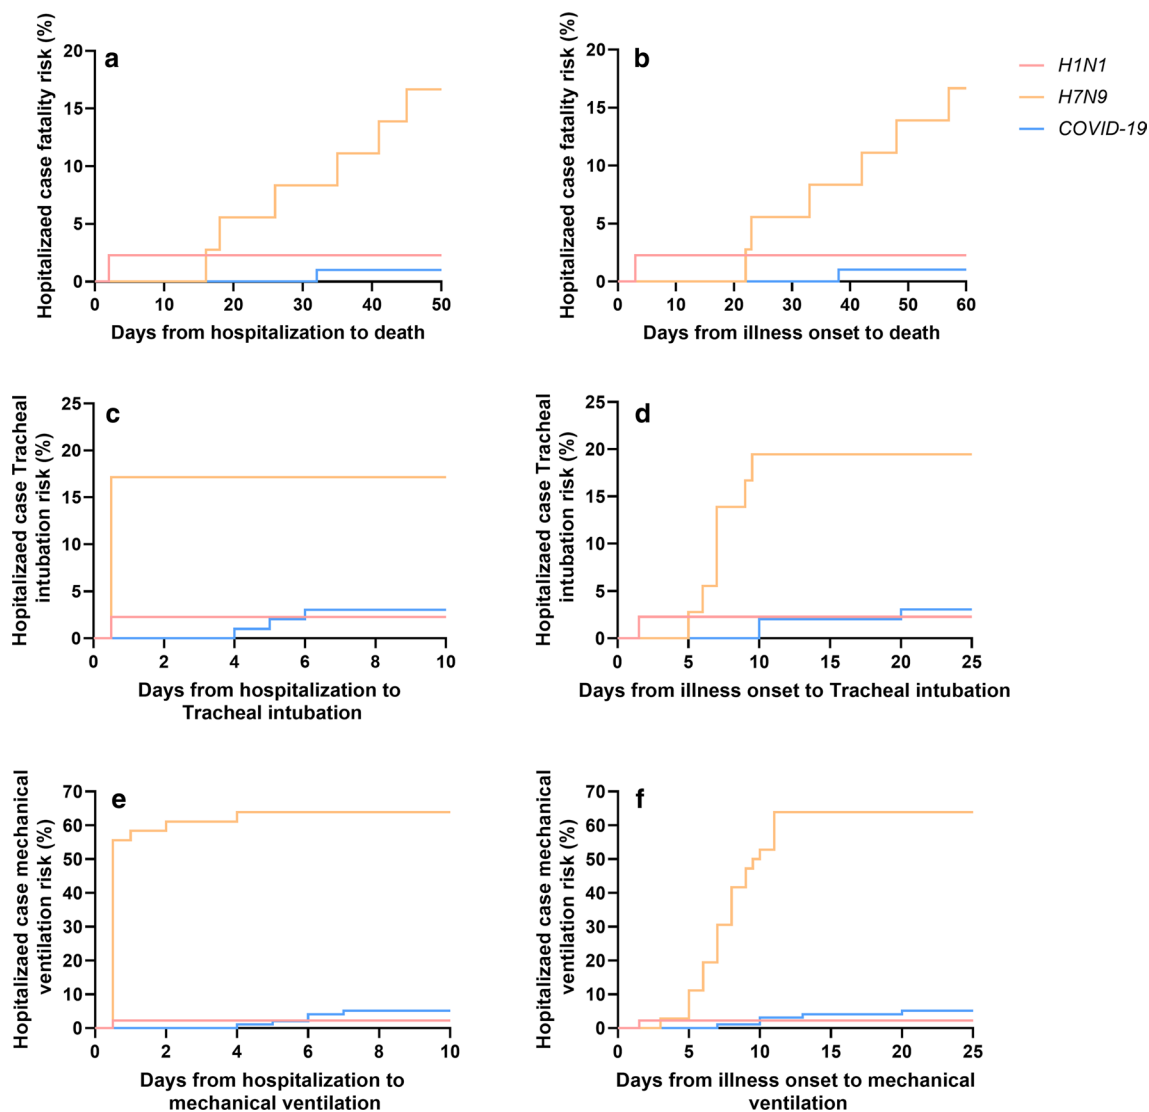 Hopitalizaed case fatality risk (%)
a
20
15
10
5
0
0 10 20 30 40 50
Days from hospitalization to death
Hopitalizaed case fatality risk (%)
b
20
15
10
5
0
0 10 20 30 40 50 60
Days from illness onset to death
H1N1
H7N9
COVID-19
Hopitalizaed case Tracheal
intubation risk (%)
c
25
20
15
10
5
0
0 2 4 6 8 10
Days from hospitalization to
Tracheal intubation
Hopitalizaed case Tracheal
intubation risk (%)
d
25
20
15
10
5
0
0 5 10 15 20 25
Days from illness onset to Tracheal intubation
Hopitalizaed case mechanical
ventilation risk (%)
e
70
60
50
40
30
20
10
0
0 2 4 6 8 10
Days from hospitalization to
mechanical ventilation
Hopitalizaed case mechanical
ventilation risk (%)
f
70
60
50
40
30
20
10
0
0 5 10 15 20 25
Days from illness onset to mechanical
ventilation